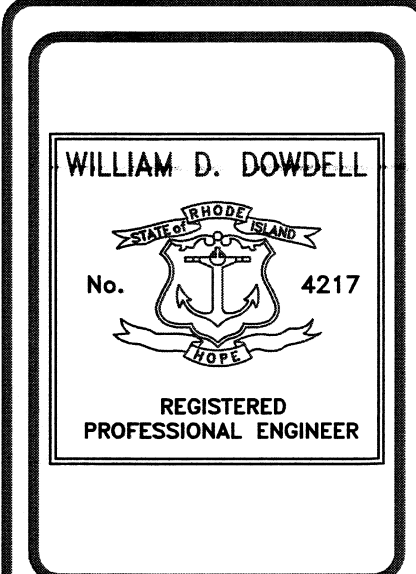 WILLIAM D. DOWDELL
RHODE
STATE of ISLAND
No. 4217
HOPE
REGISTERED
PROFESSIONAL ENGINEER